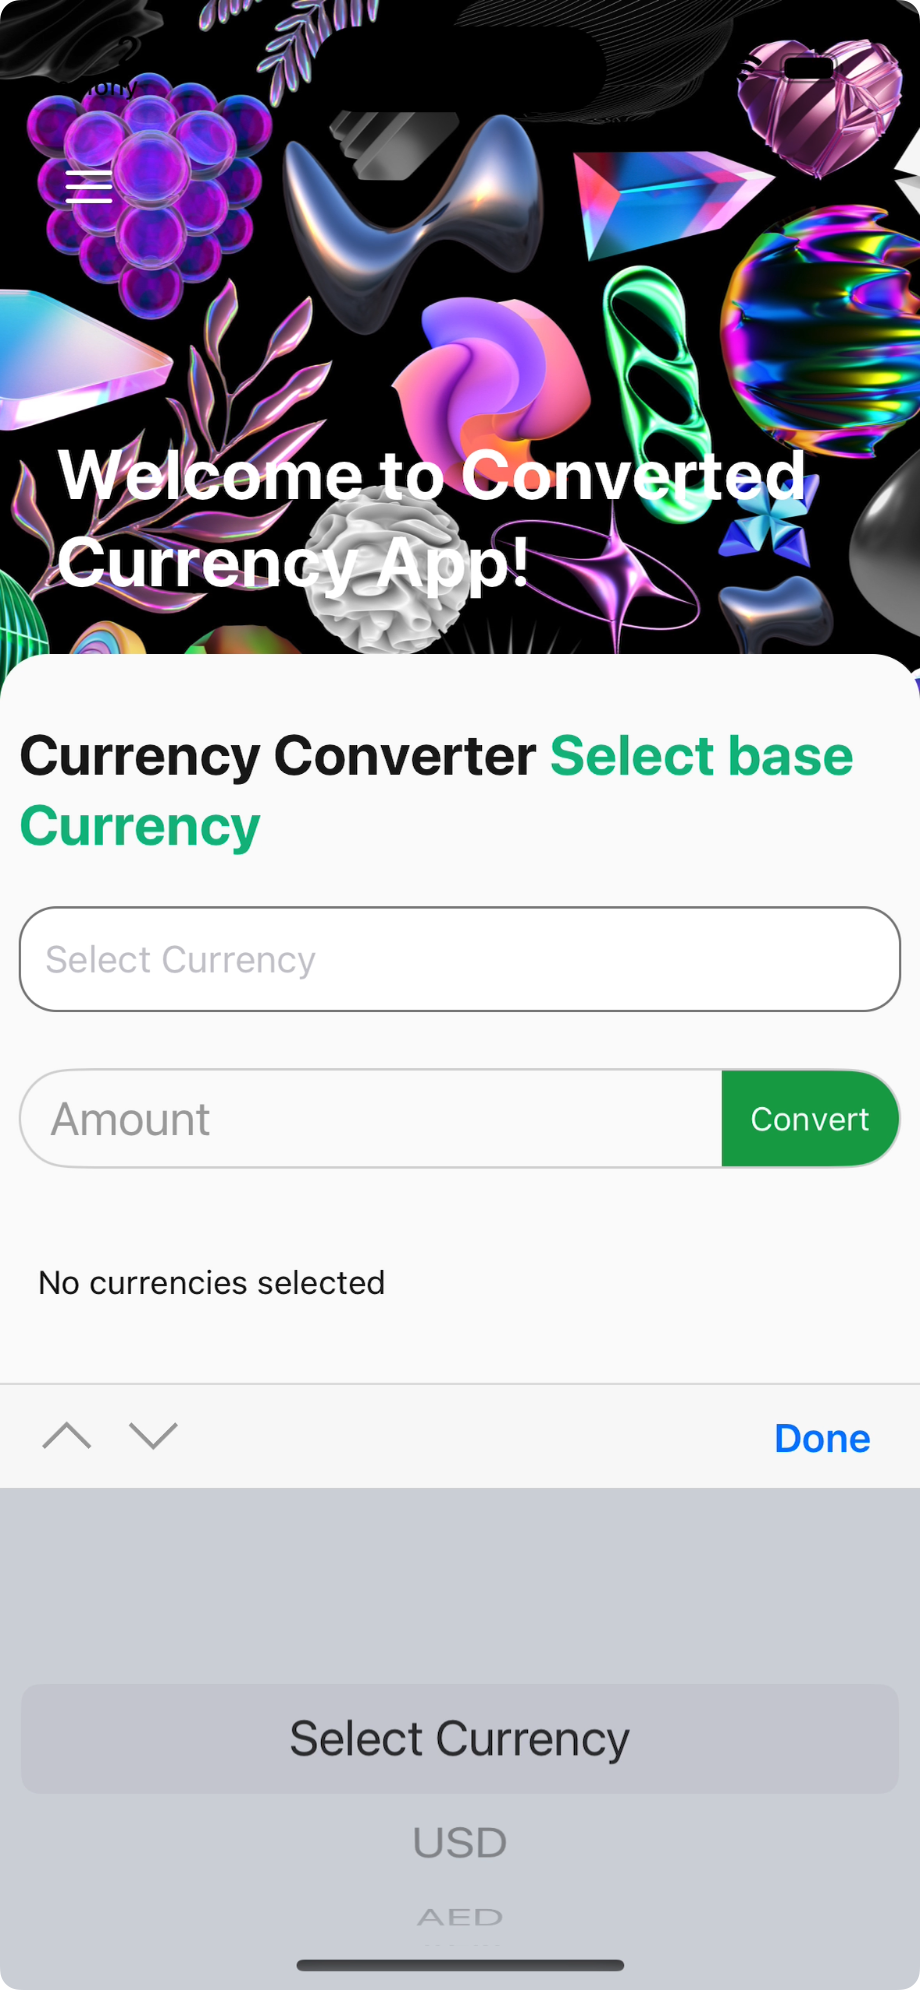 Welcome to Converted
Currency App!
Currency Converter Select base
Currency
Select Currency
Amount
Convert
No currencies selected
Done
Select Currency
USD
AED